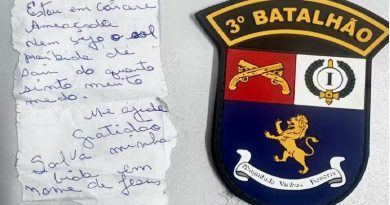 Estou em cárcere
Ameaçada
Nem vejo o sol
proibida de
sair do quarto
sinto muito
medo.
Me ajuda
Gratidão
Salva minha
vida em
nome de Jesus
3º BATALHÃO
I